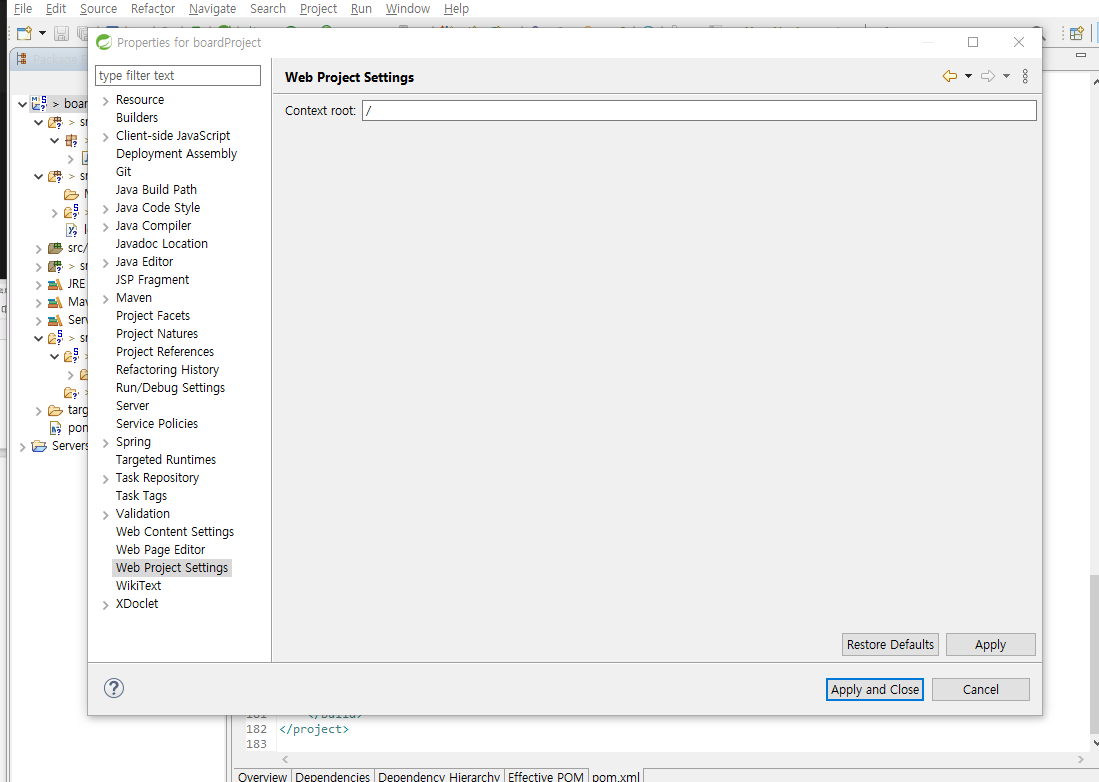 File Edit Source Refactor Navigate Search Project Run Window Help
Properties for boardProject
type filter text
Web Project Settings
Context root: /
Resource
Builders
Client-side JavaScript
Deployment Assembly
Git
Java Build Path
Java Code Style
Java Compiler
Javadoc Location
Java Editor
JSP Fragment
Maven
Project Facets
Project Natures
Project References
Refactoring History
Run/Debug Settings
Server
Service Policies
Spring
Targeted Runtimes
Task Repository
Task Tags
Validation
Web Content Settings
Web Page Editor
Web Project Settings
WikiText
XDoclet
Restore Defaults Apply
Apply and Close Cancel
> boar
> sr
> sr
src/
> sr
JRE
Mav
Serv
> sr
targ
pom
Servers
182 </project>
183
Overview Dependencies Dependency Hierarchy Effective POM pom.xml